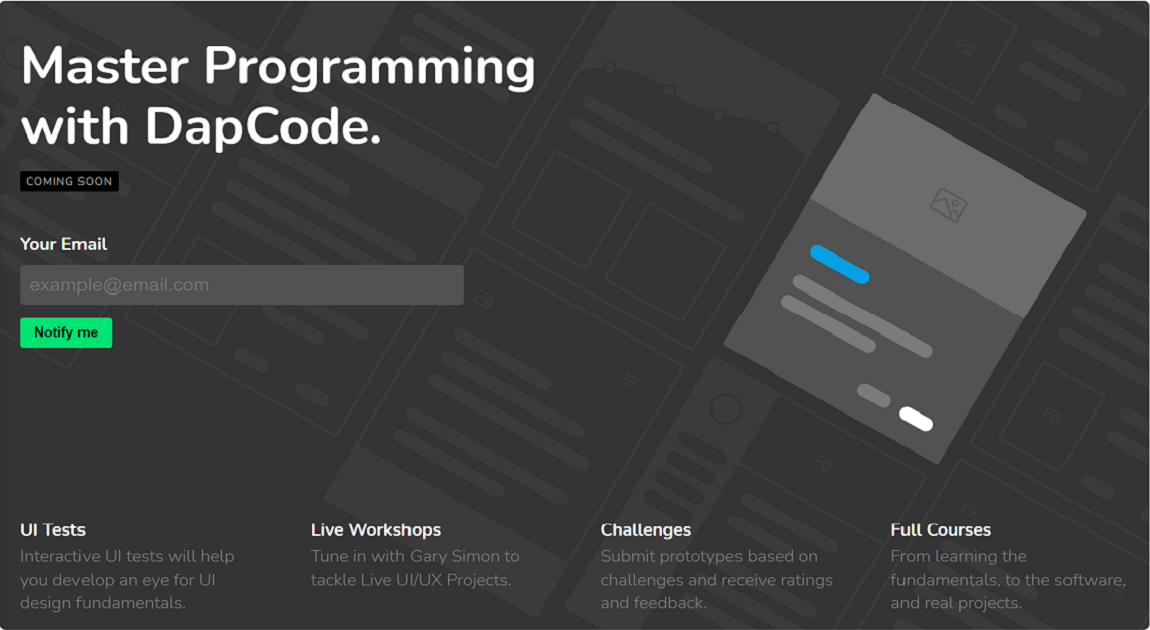 Master Programming
with DapCode.
COMING SOON
Your Email
example@email.com
Notify me
UI Tests
Interactive UI tests will help
you develop an eye for UI
design fundamentals.
Live Workshops
Tune in with Gary Simon to
tackle Live UI/UX Projects.
Challenges
Submit prototypes based on
challenges and receive ratings
and feedback.
Full Courses
From learning the
fundamentals, to the software,
and real projects.